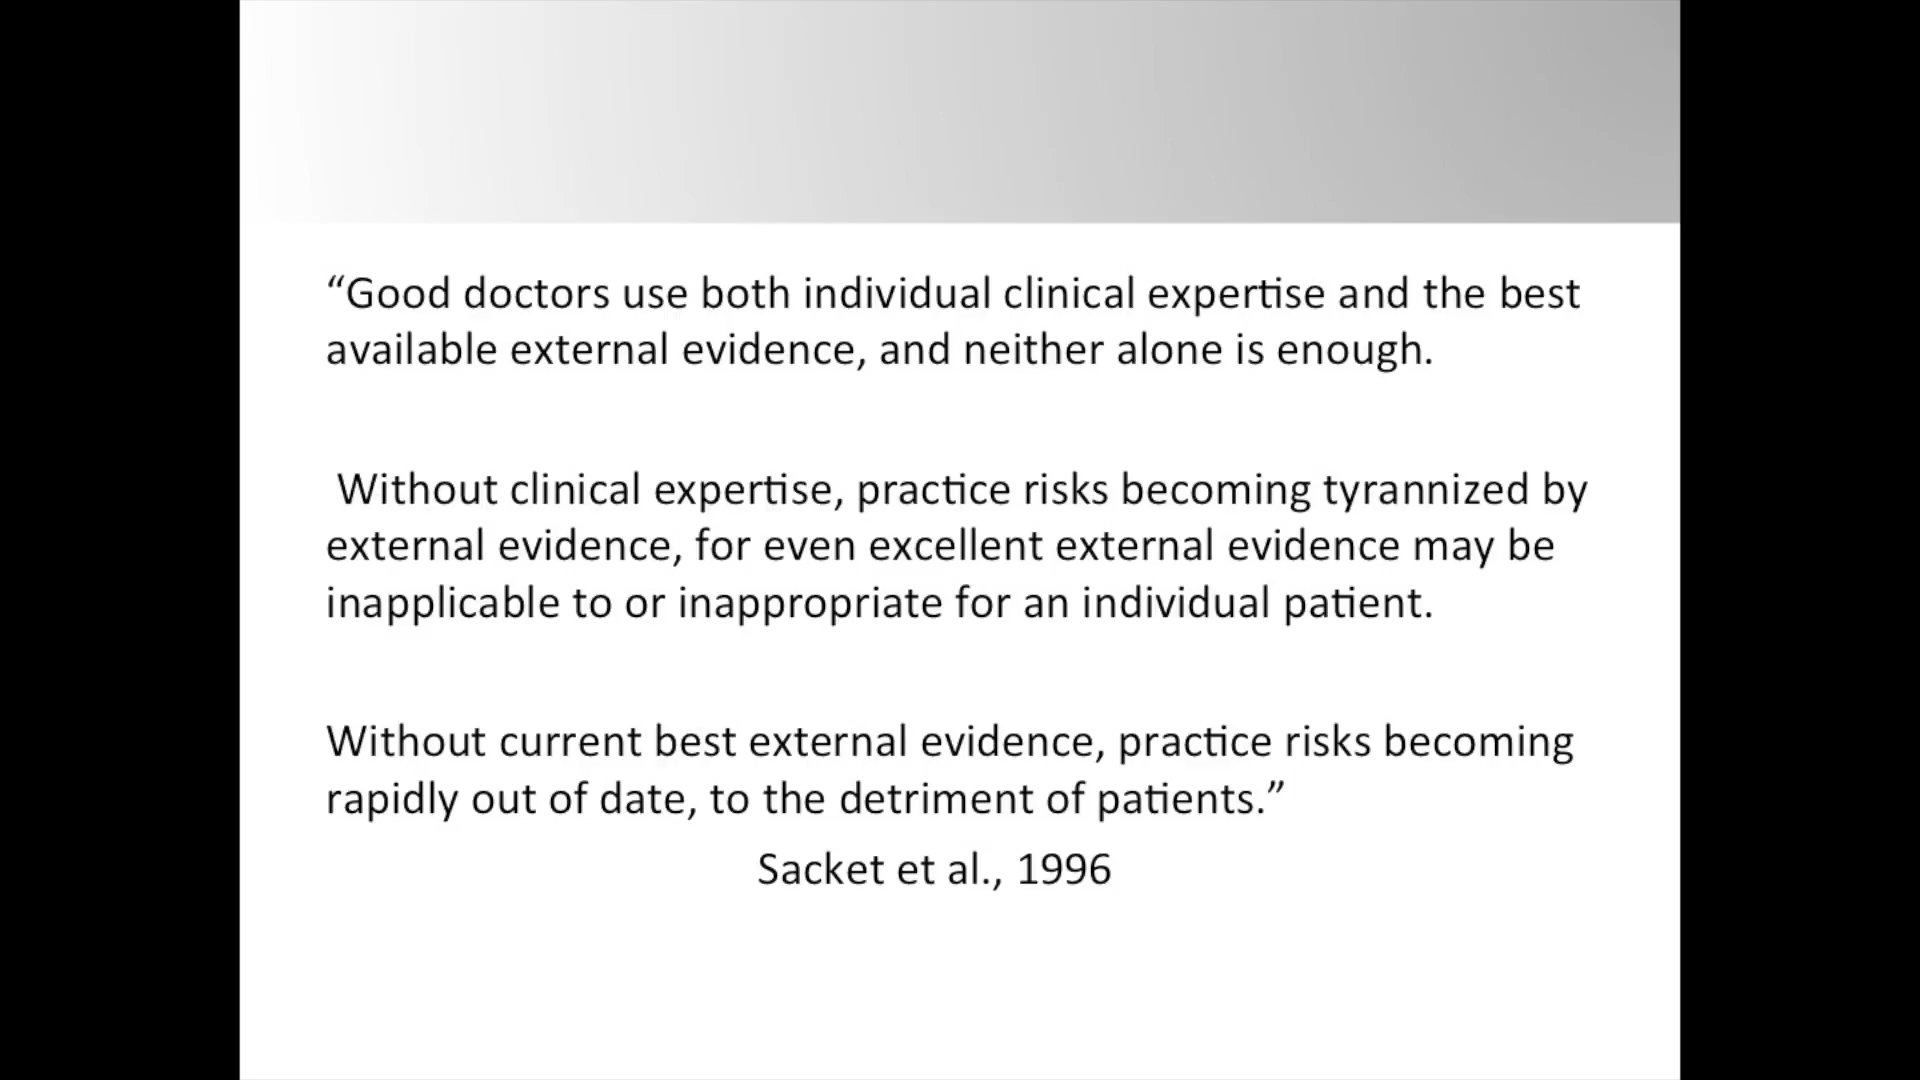 “Good doctors use both individual clinical expertise and the best
available external evidence, and neither alone is enough.
Without clinical expertise, practice risks becoming tyrannized by
external evidence, for even excellent external evidence may be
inapplicable to or inappropriate for an individual patient.
Without current best external evidence, practice risks becoming
rapidly out of date, to the detriment of patients.”
Sacket et al., 1996